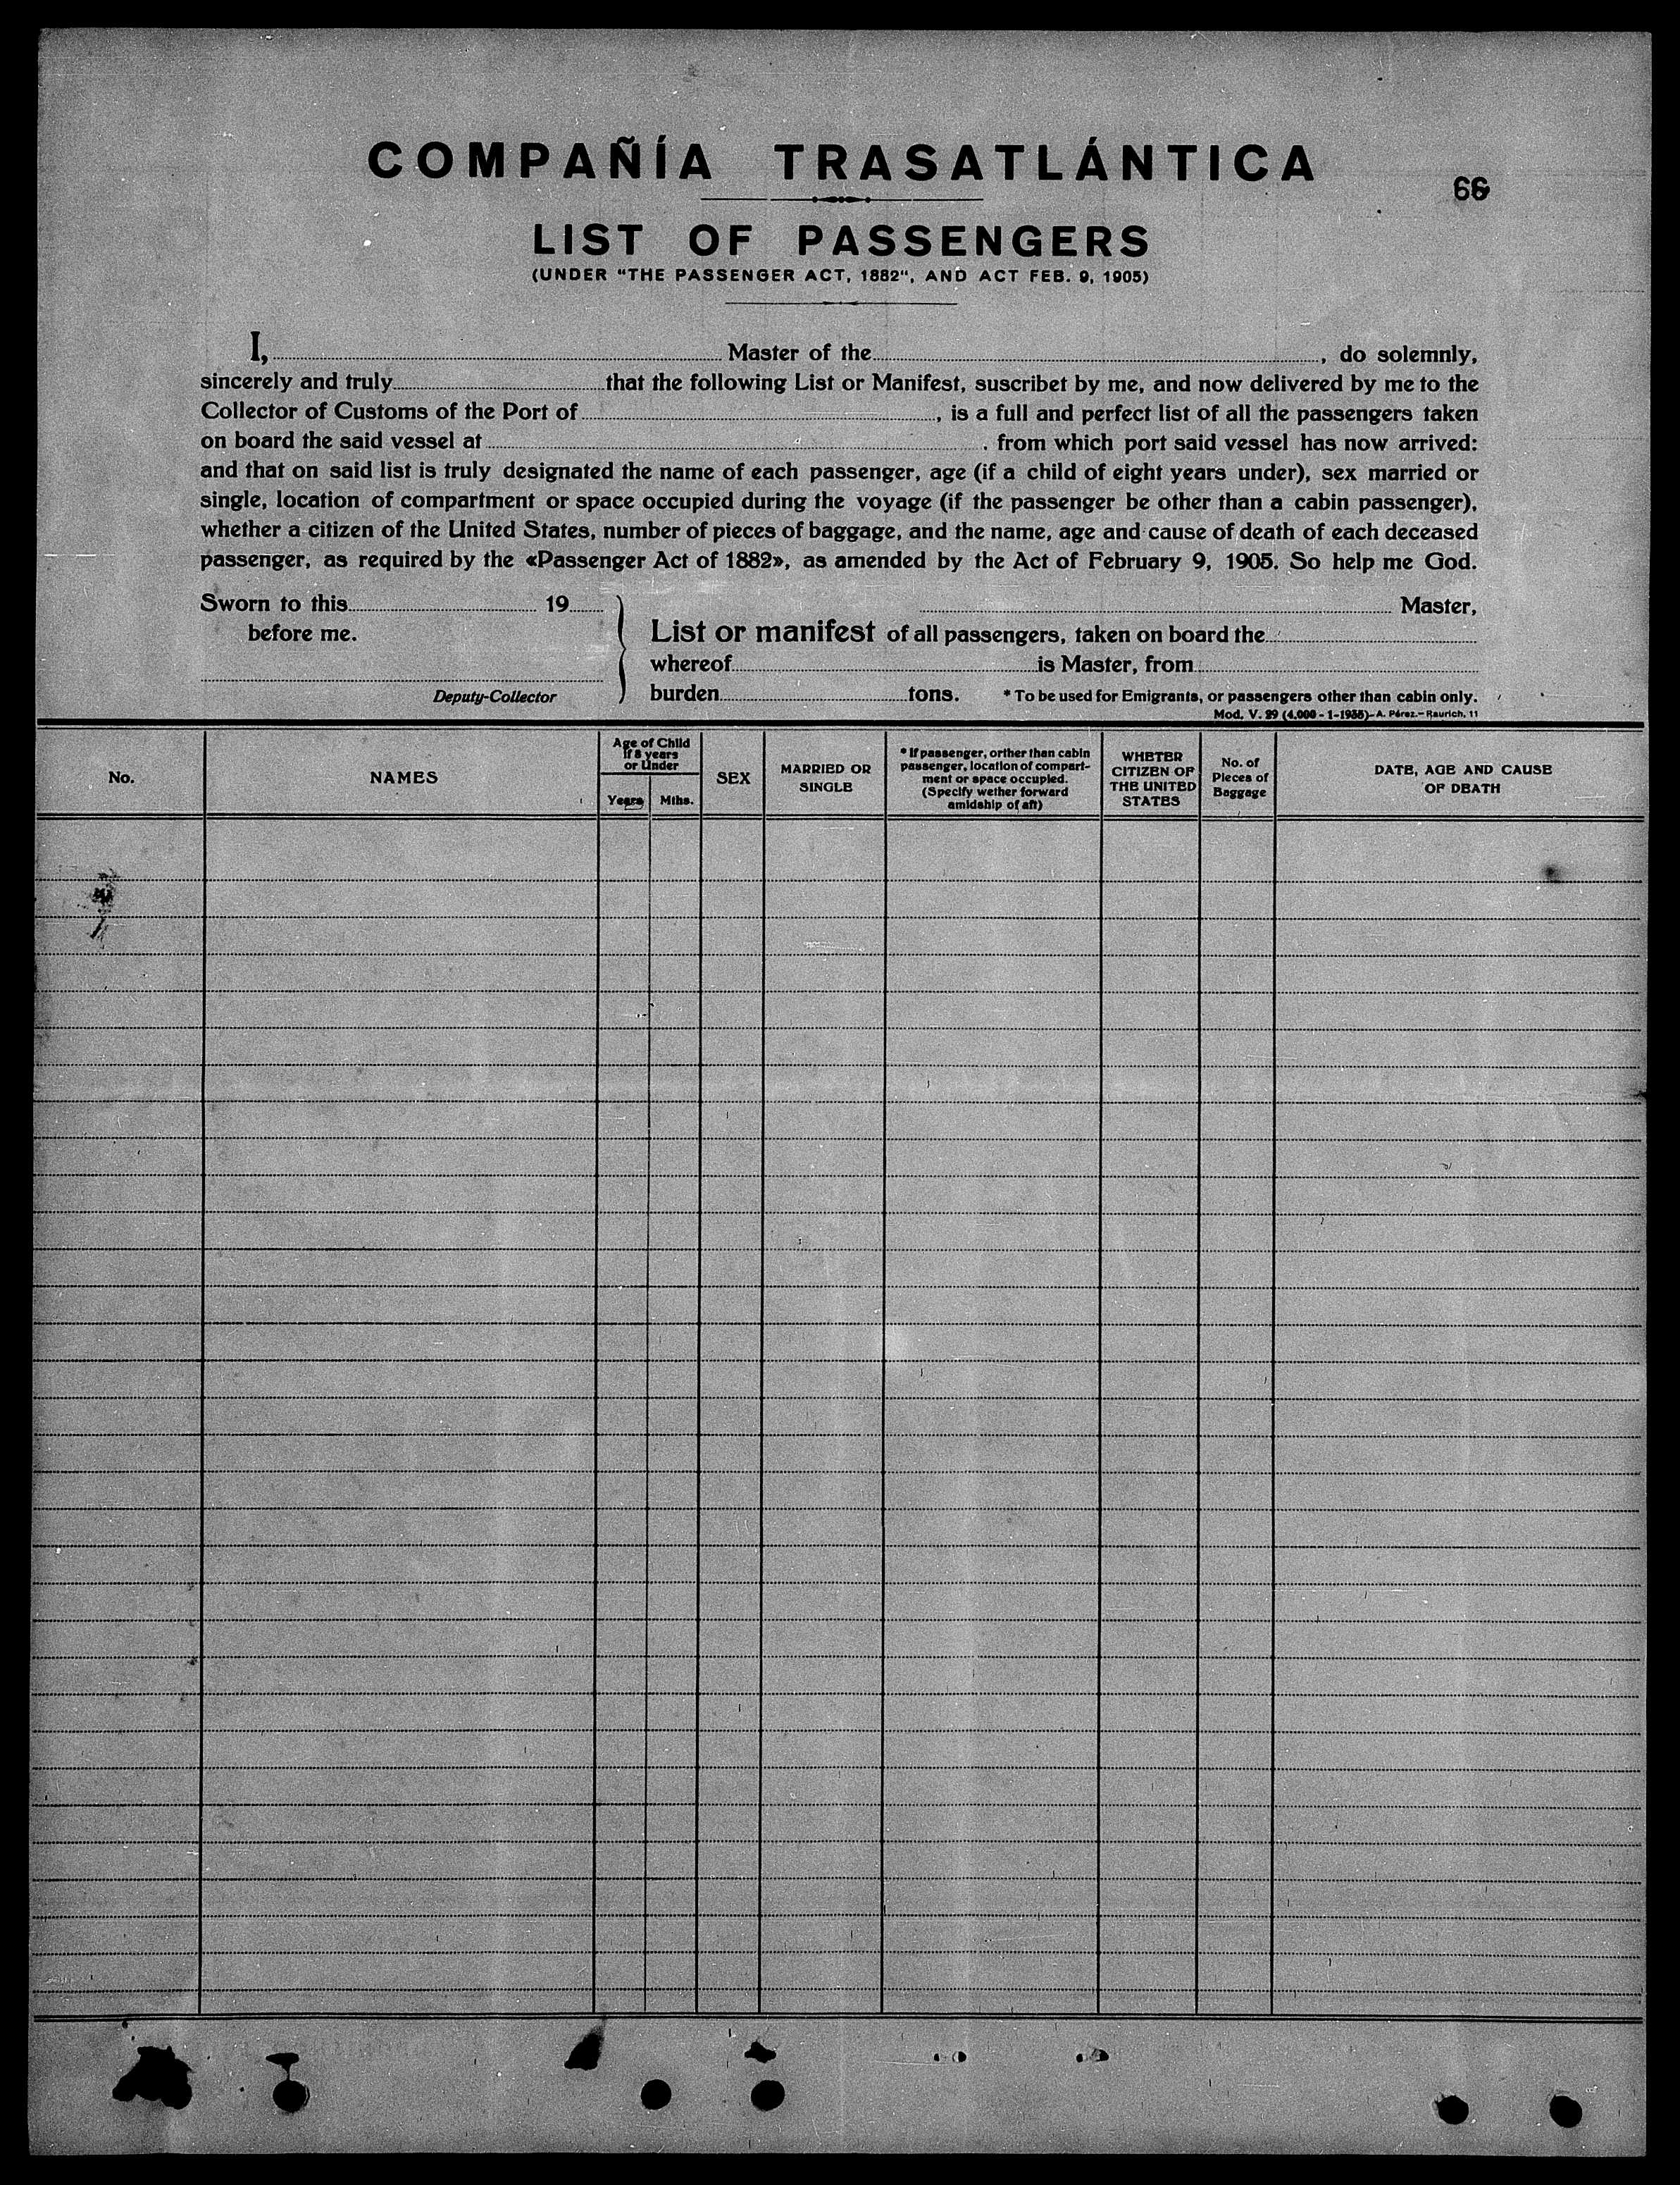 COMPAÑÍA TRASATLÁNTICA
66
LIST OF PASSENGERS
(UNDER "THE PASSENGER ACT, 1882", AND ACT FEB. 9, 1905)
I, Master of the , do solemnly,
sincerely and truly that the following List or Manifest, suscribet by me, and now delivered by me to the
Collector of Customs of the Port of , is a full and perfect list of all the passengers taken
on board the said vessel at , from which port said vessel has now arrived:
and that on said list is truly designated the name of each passenger, age (if a child of eight years under), sex married or
single, location of compartment or space occupied during the voyage (if the passenger be other than a cabin passenger),
whether a citizen of the United States, number of pieces of baggage, and the name, age and cause of death of each deceased
passenger, as required by the «Passenger Act of 1882», as amended by the Act of February 9, 1905. So help me God.
Sworn to this 19
before me.
Deputy-Collector
Master,
List or manifest of all passengers, taken on board the
whereof is Master, from
burden tons. * To be used for Emigrants, or passengers other than cabin only.
Mod. V. 29 (4.000 - 1-1935)-A. Pérez.-Raurich, 11
No.
NAMES
Age of Child
if 8 years
or Under
Years
Mths.
SEX
MARRIED OR
SINGLE
* If passenger, orther than cabin
passenger, location of compart-
ment or space occupied.
(Specify wether forward
amidship of aft)
WHETER
CITIZEN OF
THE UNITED
STATES
No. of
Pieces of
Baggage
DATE, AGE AND CAUSE
OF DEATH